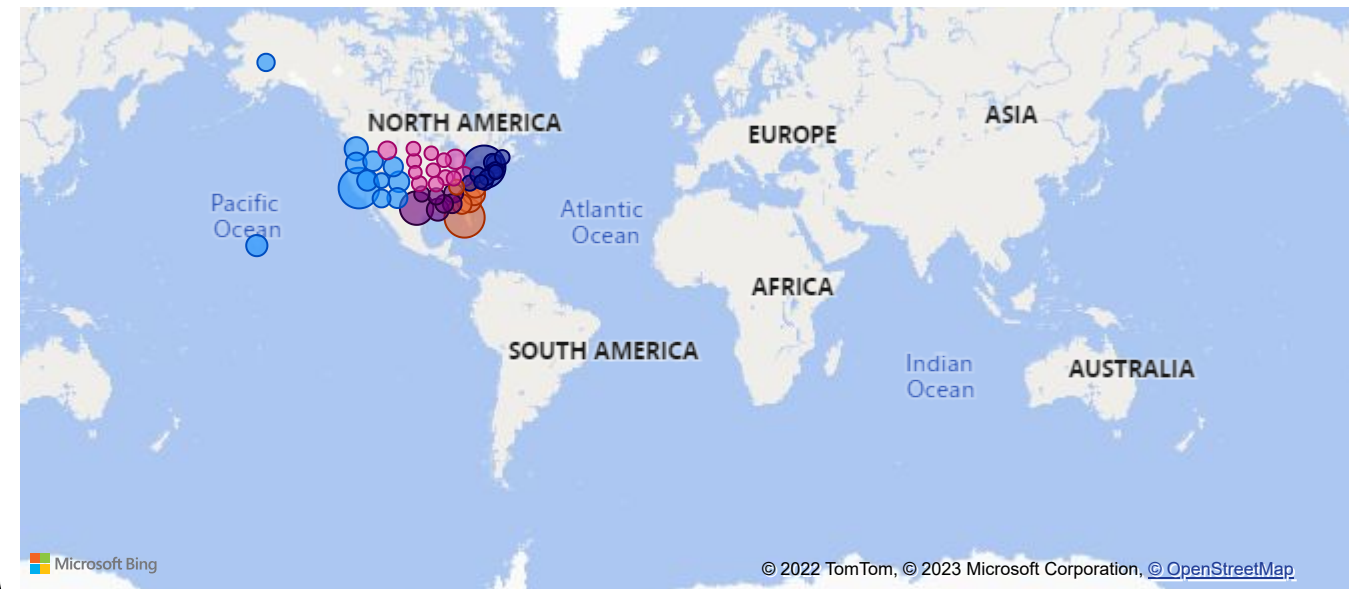 NORTH AMERICA
ASIA
EUROPE
Pacific
Ocean
Atlantic
Ocean
AFRICA
SOUTH AMERICA
Indian
Ocean
AUSTRALIA
Microsoft Bing
© 2022 TomTom, © 2023 Microsoft Corporation, © OpenStreetMap